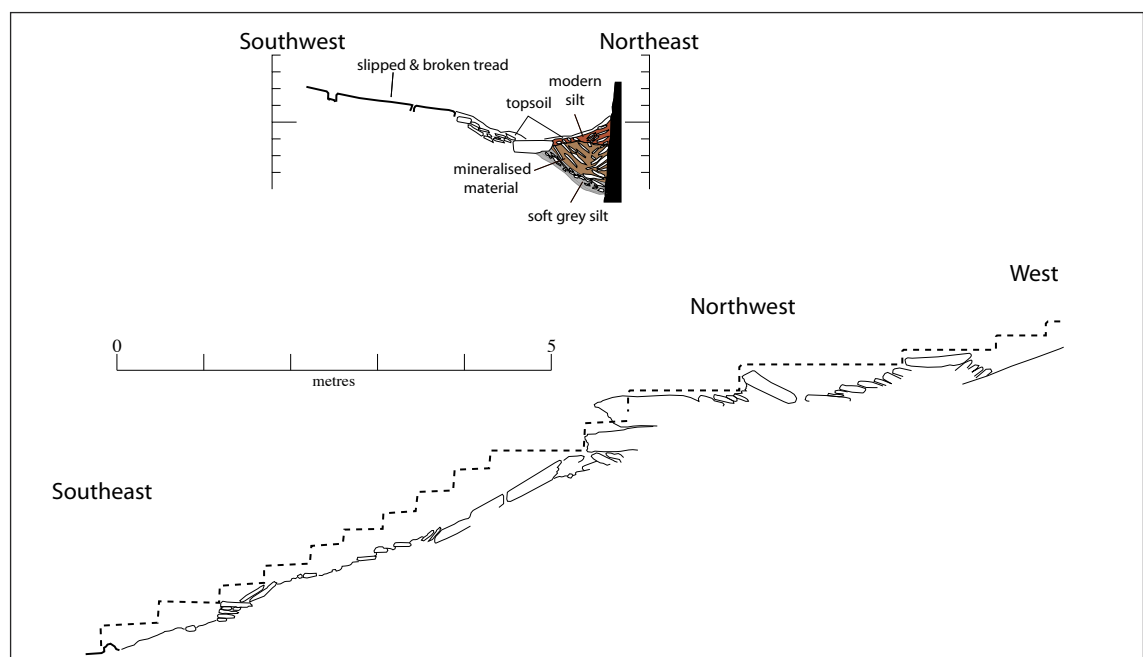 Southwest
Northeast
slipped & broken tread
modern
silt
topsoil
mineralised
material
soft grey silt
West
Northwest
0
5
metres
Southeast